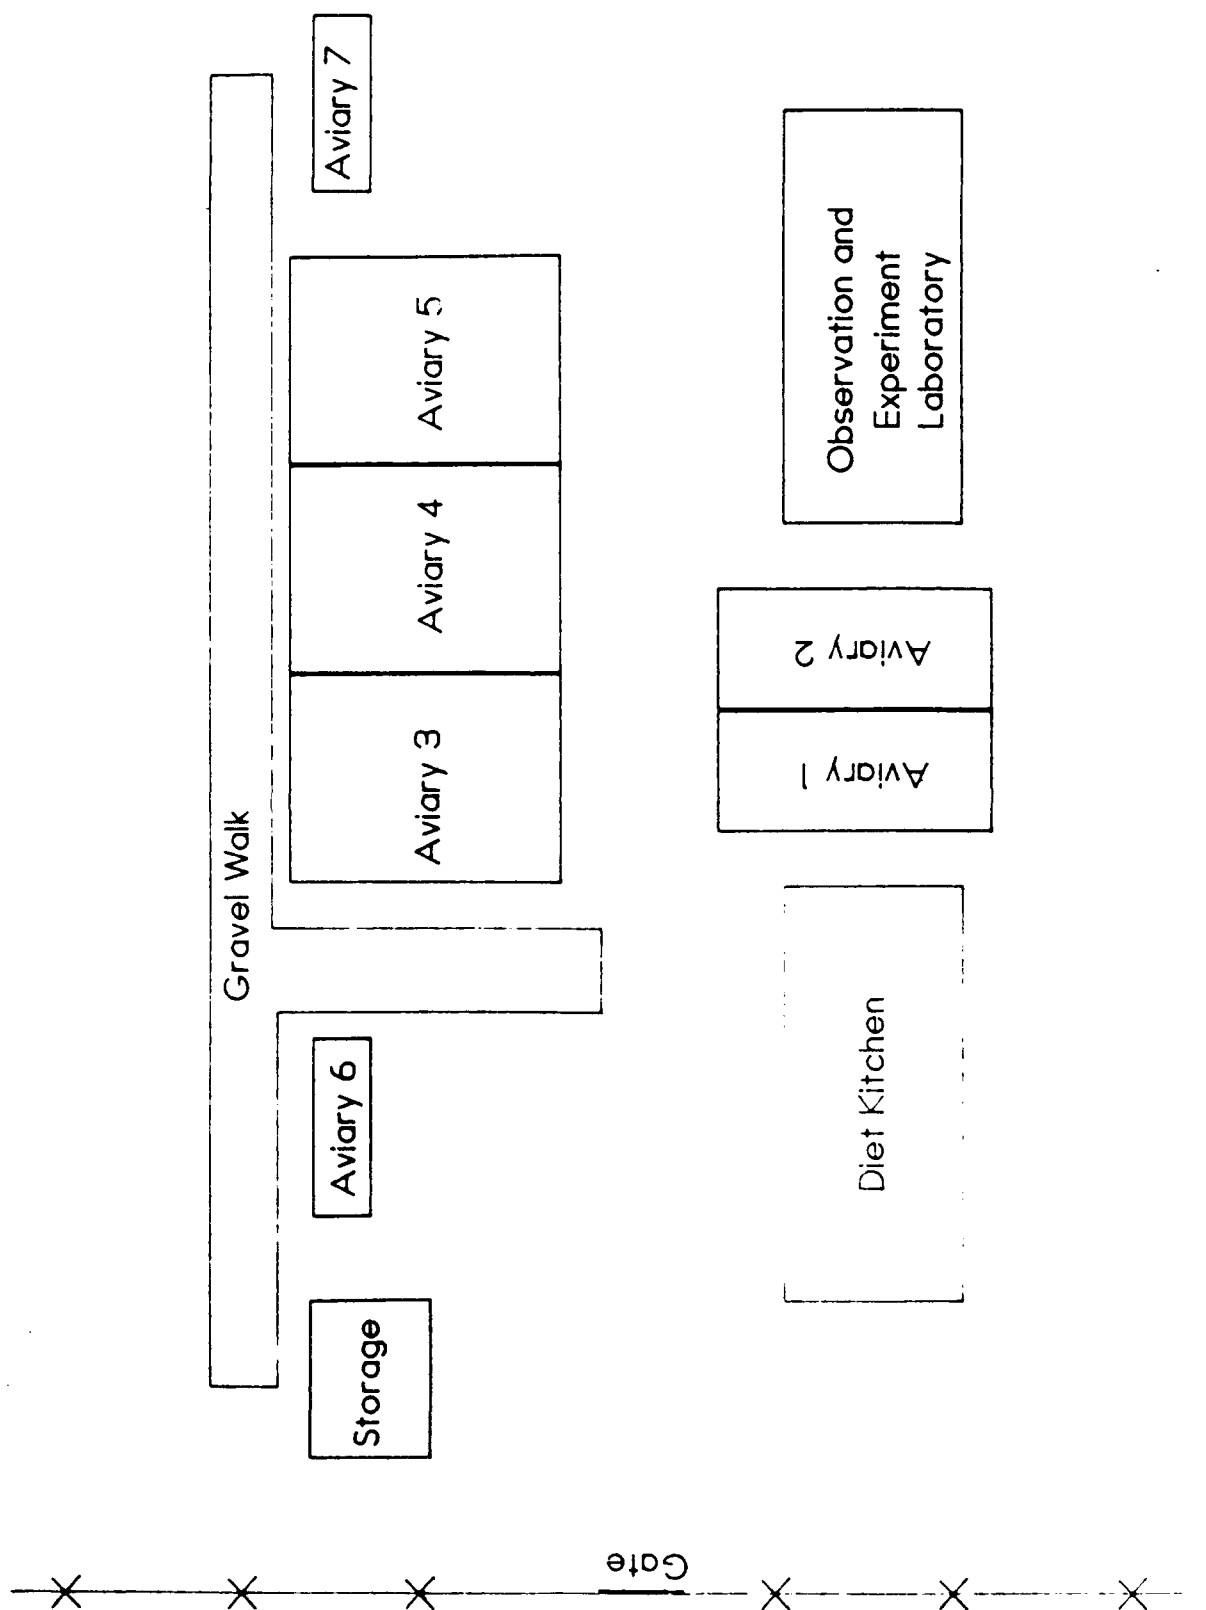 Gravel Walk
Storage
Aviary 6
Aviary 3
Aviary 4
Aviary 5
Aviary 7
Gate
Diet Kitchen
Aviary 1
Aviary 2
Observation and
Experiment
Laboratory